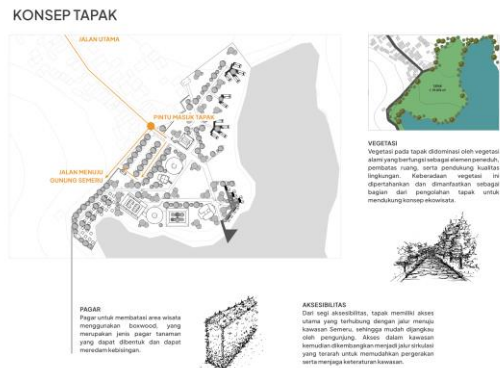 KONSEP TAPAK
JALAN UTAMA
PINTU MASUK TAPAK
JALAN MENUJU
GUNUNG SEMERU
VEGETASI
Vegetasi pada tapak didominasi oleh vegetasi
alami yang berfungsi sebagai elemen peneduh,
pembatas ruang, serta pendukung kualitas
lingkungan. Keberadaan vegetasi ini
dipertahankan dan dimanfaatkan sebagai
bagian dari pengolahan tapak untuk
mendukung konsep ekowisata.
PAGAR
Pagar untuk membatasi area wisata
menggunakan boxwood, yang
merupakan jenis pagar tanaman
yang dapat dibentuk dan dapat
meredam kebisingan.
AKSESIBILITAS
Dari segi aksesibilitas, tapak memiliki akses
utama yang terhubung dengan jalur menuju
kawasan Semeru, sehingga mudah dijangkau
oleh pengunjung. Akses dalam kawasan
kemudian dikembangkan menjadi jalur sirkulasi
yang terarah untuk memudahkan pergerakan
serta menjaga keteraturan kawasan.